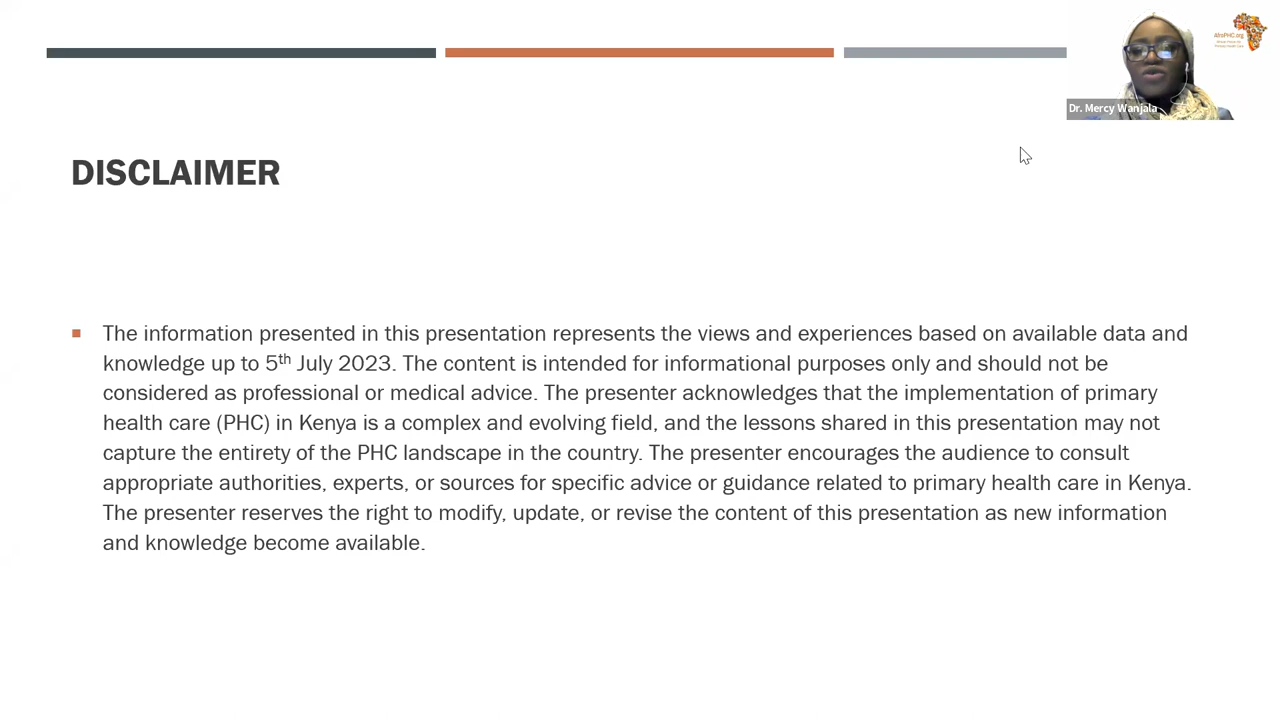 AfroPHC.org
Dr. Mercy Wanjala
DISCLAIMER
The information presented in this presentation represents the views and experiences based on available data and
knowledge up to 5th July 2023. The content is intended for informational purposes only and should not be
considered as professional or medical advice. The presenter acknowledges that the implementation of primary
health care (PHC) in Kenya is a complex and evolving field, and the lessons shared in this presentation may not
capture the entirety of the PHC landscape in the country. The presenter encourages the audience to consult
appropriate authorities, experts, or sources for specific advice or guidance related to primary health care in Kenya.
The presenter reserves the right to modify, update, or revise the content of this presentation as new information
and knowledge become available.